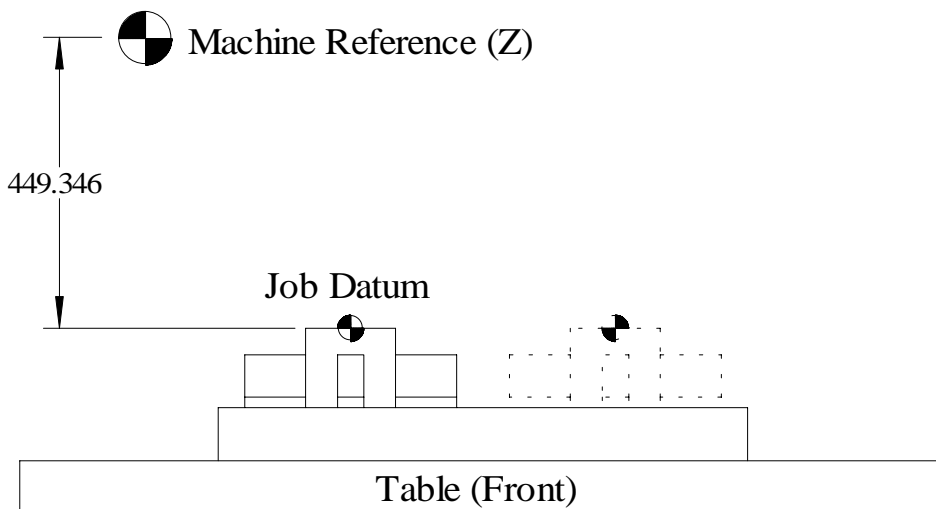 Machine Reference (Z)
449.346
Job Datum
Table (Front)